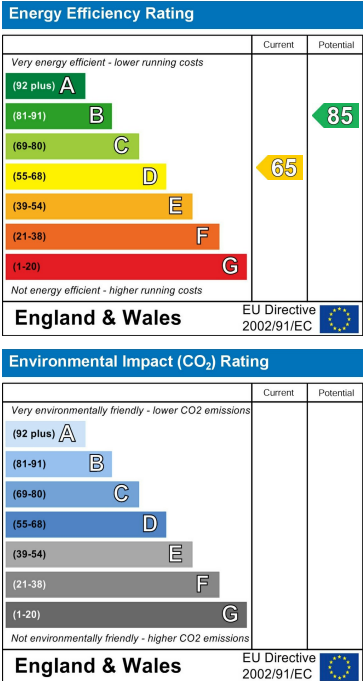 Energy Efficiency Rating
Current Potential
Very energy efficient - lower running costs
(92 plus) A
(81-91) B 85
(69-80) C
(55-68) D 65
(39-54) E
(21-38) F
(1-20) G
Not energy efficient - higher running costs
England & Wales EU Directive
2002/91/EC
Environmental Impact (CO₂) Rating
Current Potential
Very environmentally friendly - lower CO2 emissions
(92 plus) A
(81-91) B
(69-80) C
(55-68) D
(39-54) E
(21-38) F
(1-20) G
Not environmentally friendly - higher CO2 emissions
England & Wales EU Directive
2002/91/EC